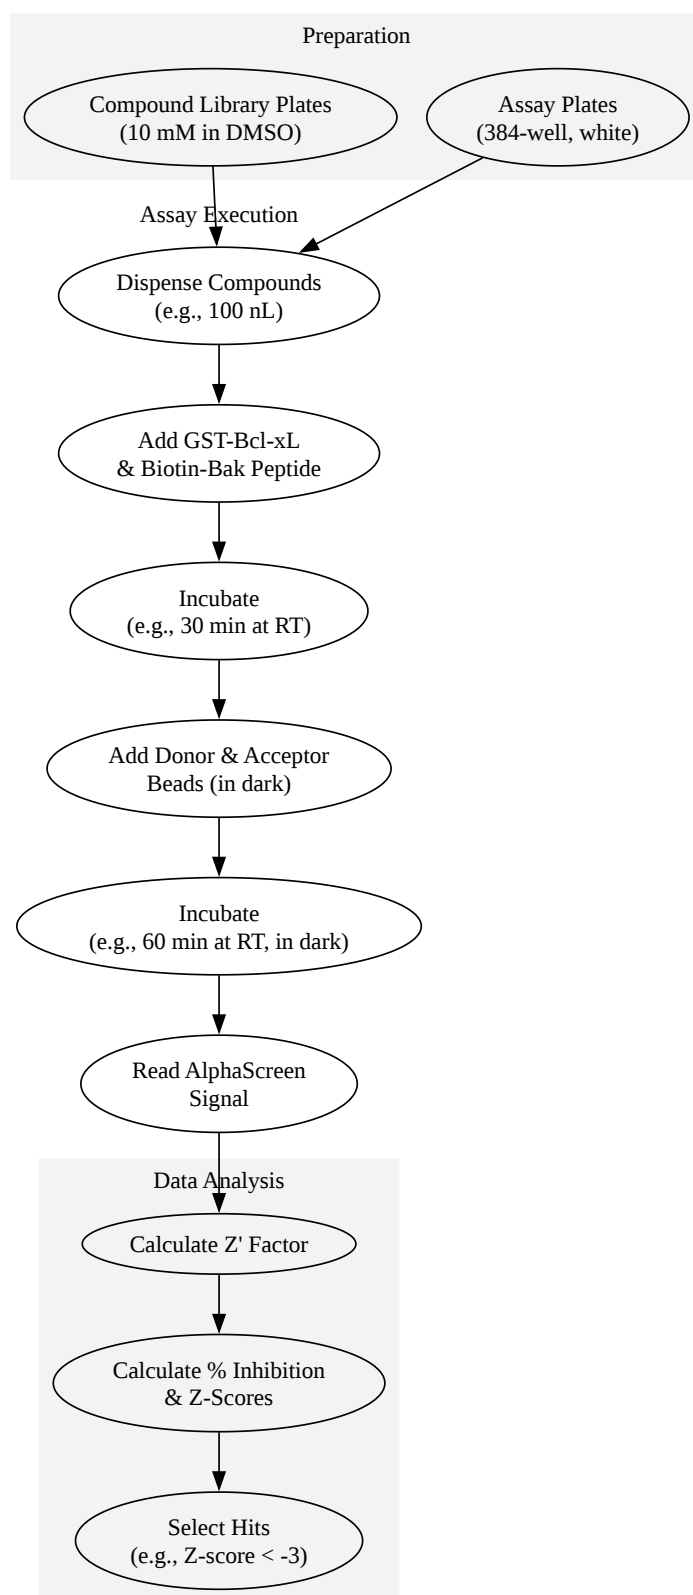 Preparation
Compound Library Plates
(10 mM in DMSO)
Assay Plates
(384-well, white)
Assay Execution
Dispense Compounds
(e.g., 100 nL)
Add GST-Bcl-xL
& Biotin-Bak Peptide
Incubate
(e.g., 30 min at RT)
Add Donor & Acceptor
Beads (in dark)
Incubate
(e.g., 60 min at RT, in dark)
Read AlphaScreen
Signal
Data Analysis
Calculate Z' Factor
Calculate % Inhibition
& Z-Scores
Select Hits
(e.g., Z-score < -3)